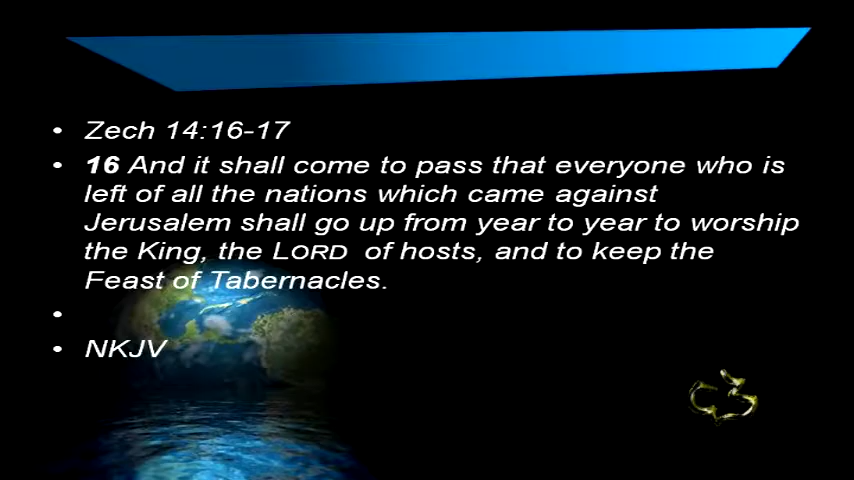 • Zech 14:16-17
• 16 And it shall come to pass that everyone who is
left of all the nations which came against
Jerusalem shall go up from year to year to worship
the King, the LORD of hosts, and to keep the
Feast of Tabernacles.
•
• NKJV